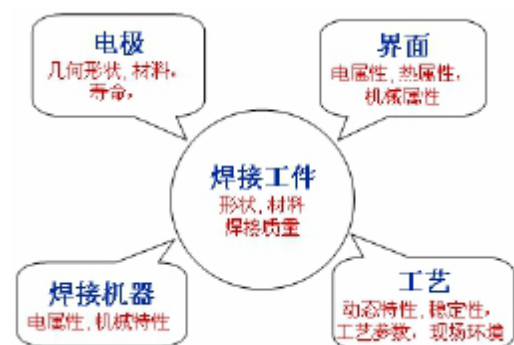 电极
几何形状,材料,
寿命,
界面
电属性,热属性,
机械属性
焊接工件
形状,材料
焊接质量
焊接机器
电属性,机械特性
工艺
动态特性,稳定性,
工艺参数,现场环境